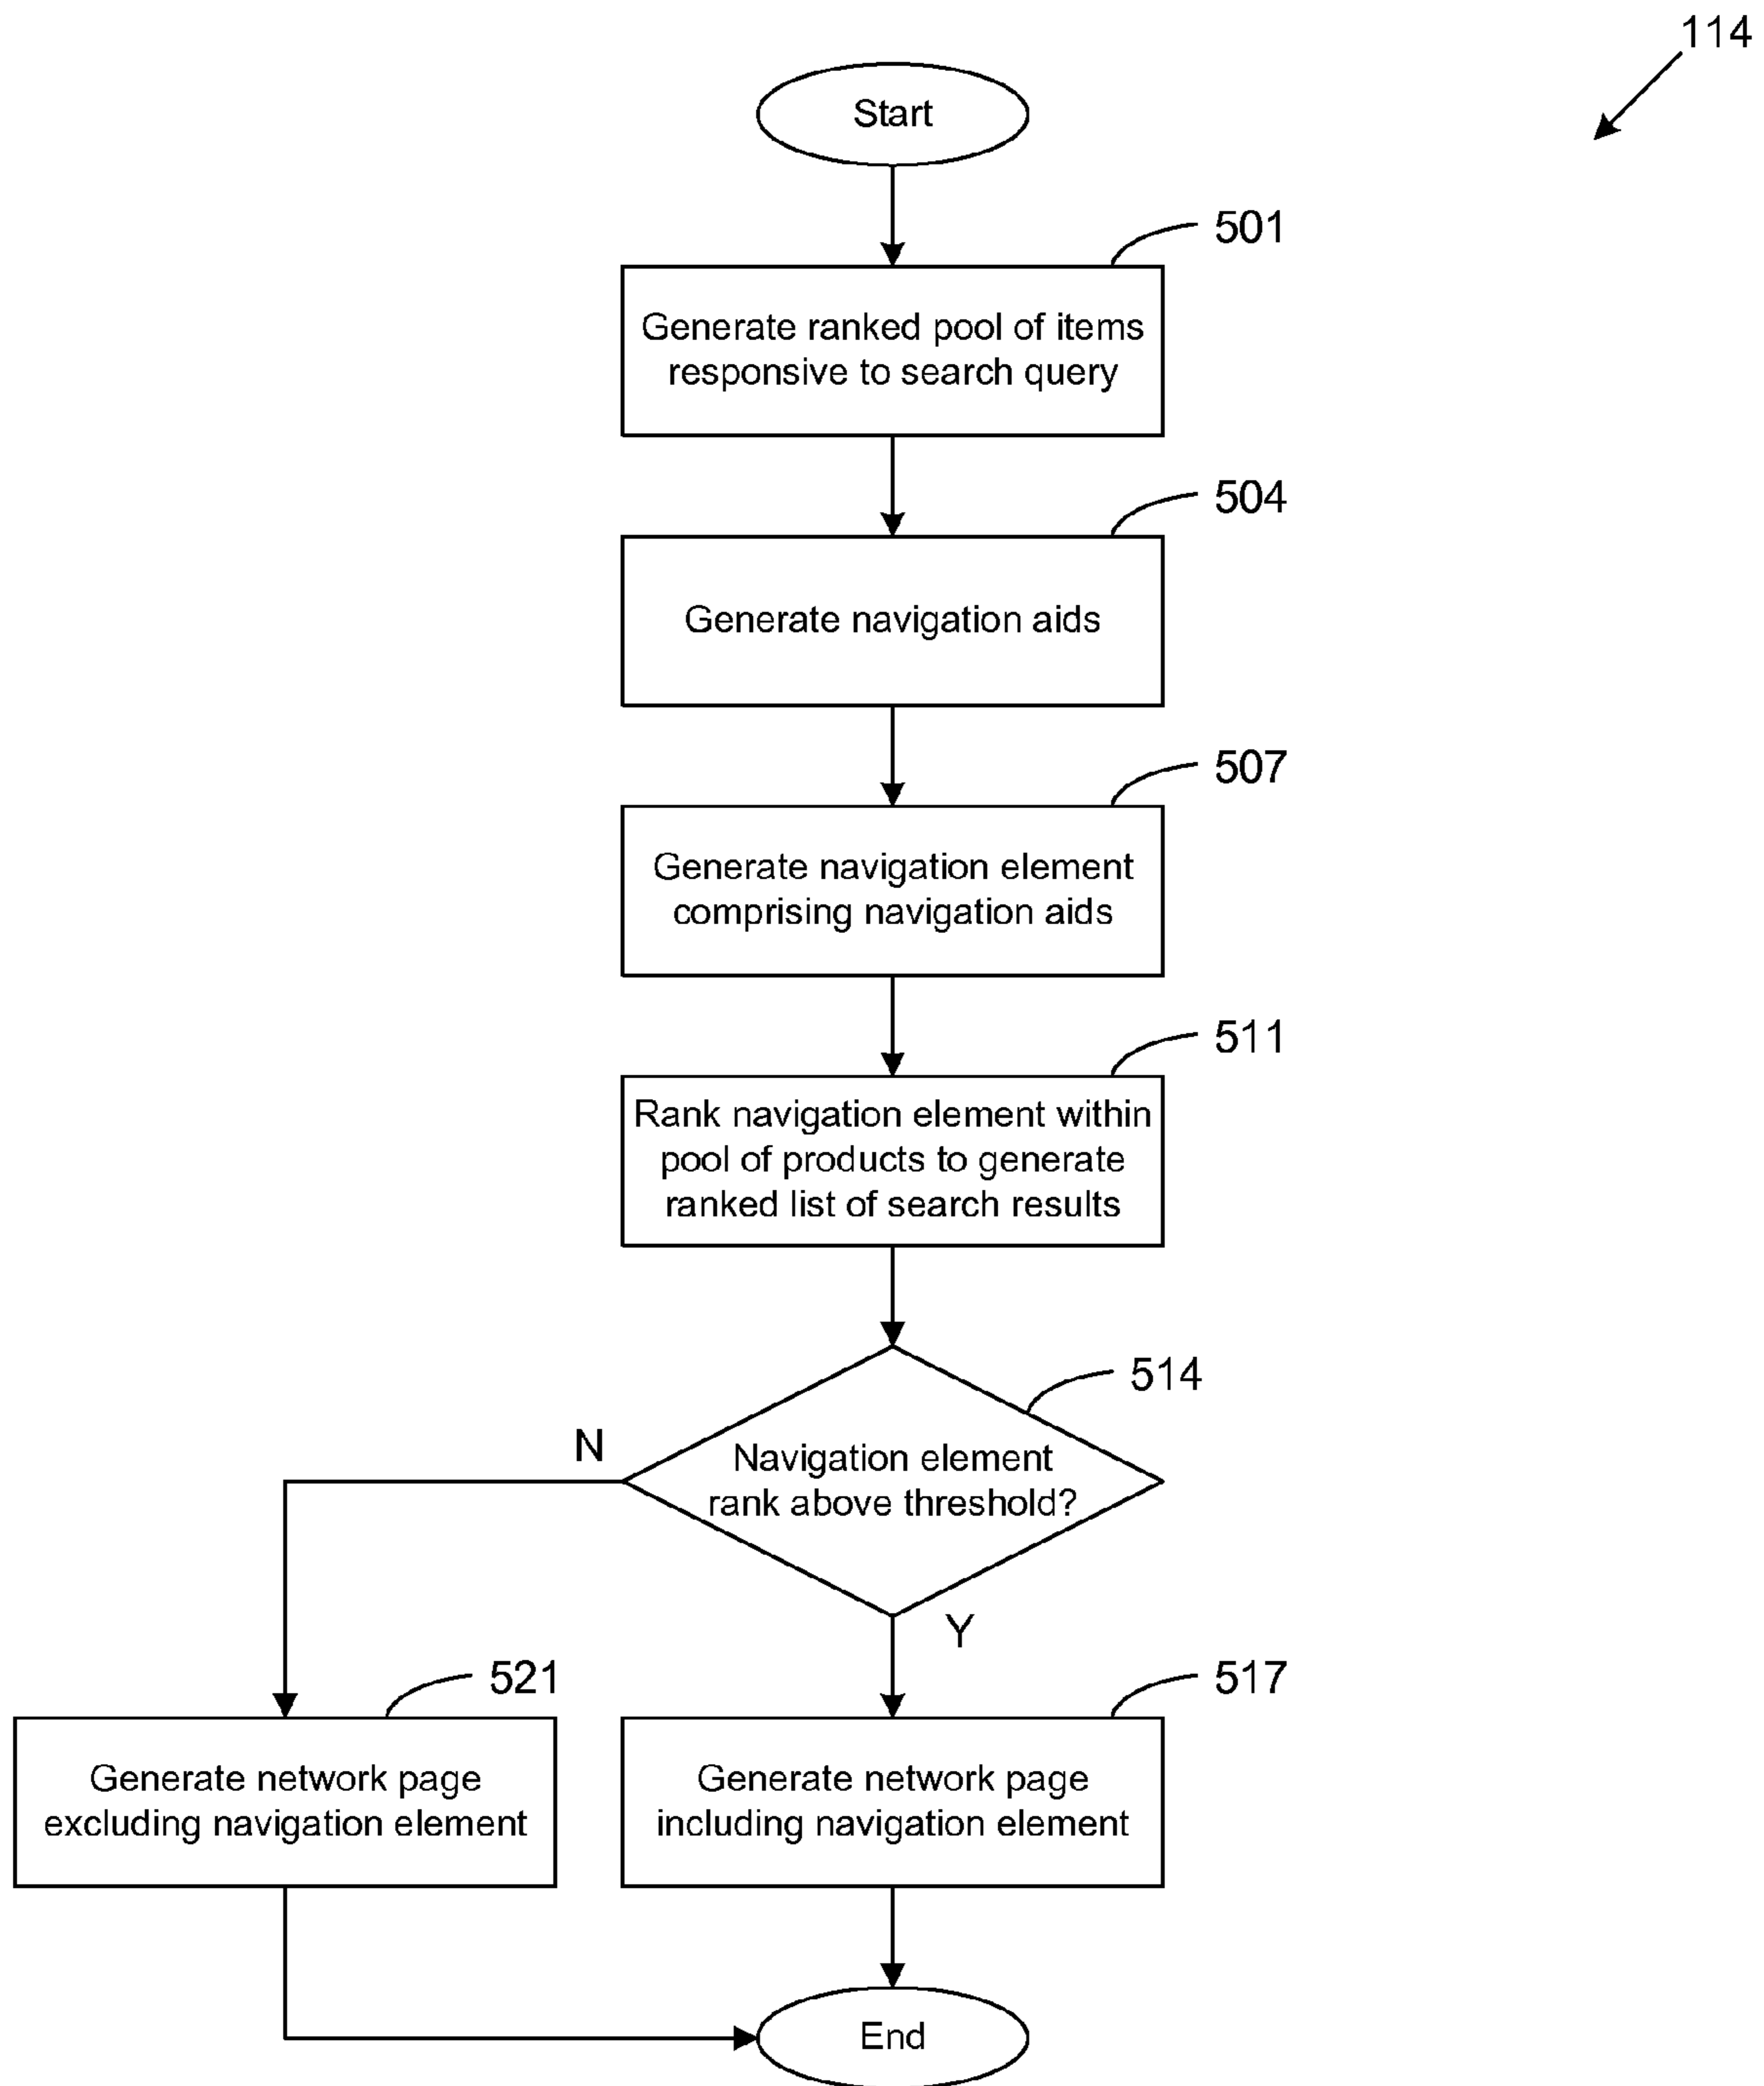 114
Start
501
Generate ranked pool of items
responsive to search query
504
Generate navigation aids
507
Generate navigation element
comprising navigation aids
511
Rank navigation element within
pool of products to generate
ranked list of search results
514
Navigation element
rank above threshold?
N
Y
521
Generate network page
excluding navigation element
517
Generate network page
including navigation element
End